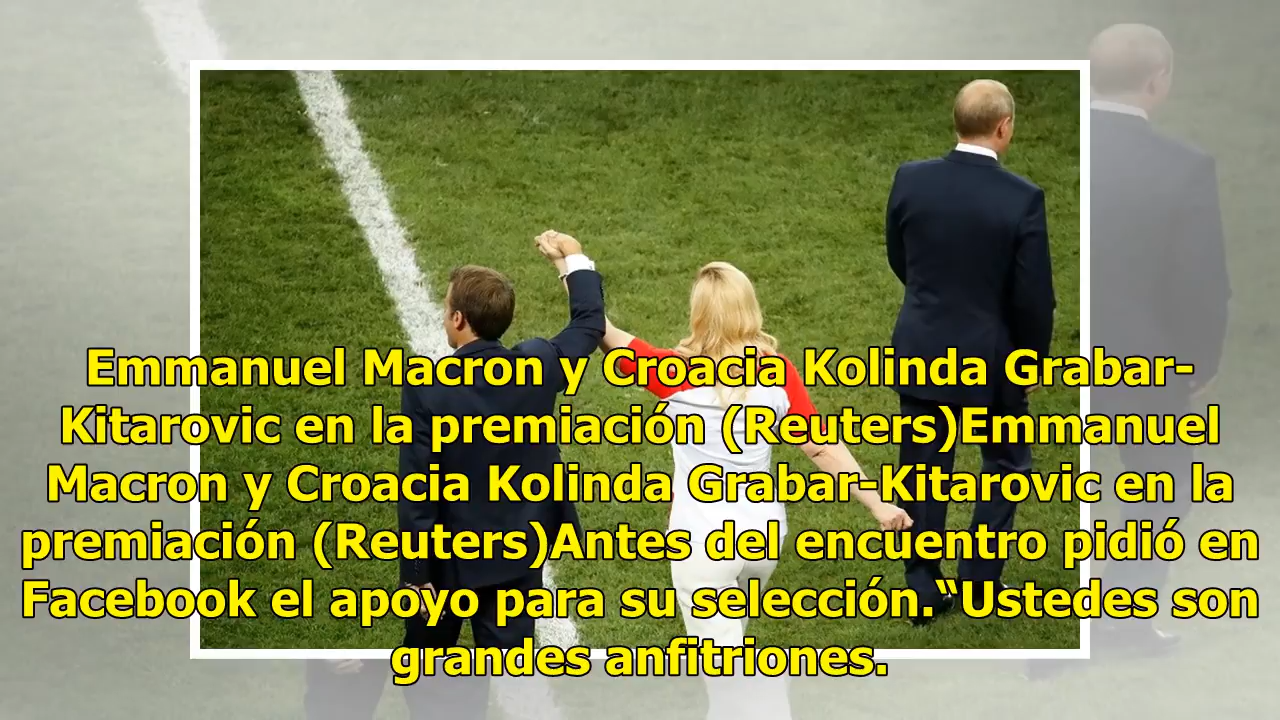 Emmanuel Macron y Croacia Kolinda Grabar-
Kitarovic en la premiación (Reuters)Emmanuel
Macron y Croacia Kolinda Grabar-Kitarovic en la
premiación (Reuters)Antes del encuentro pidió en
Facebook el apoyo para su selección.“Ustedes son
grandes anfitriones.